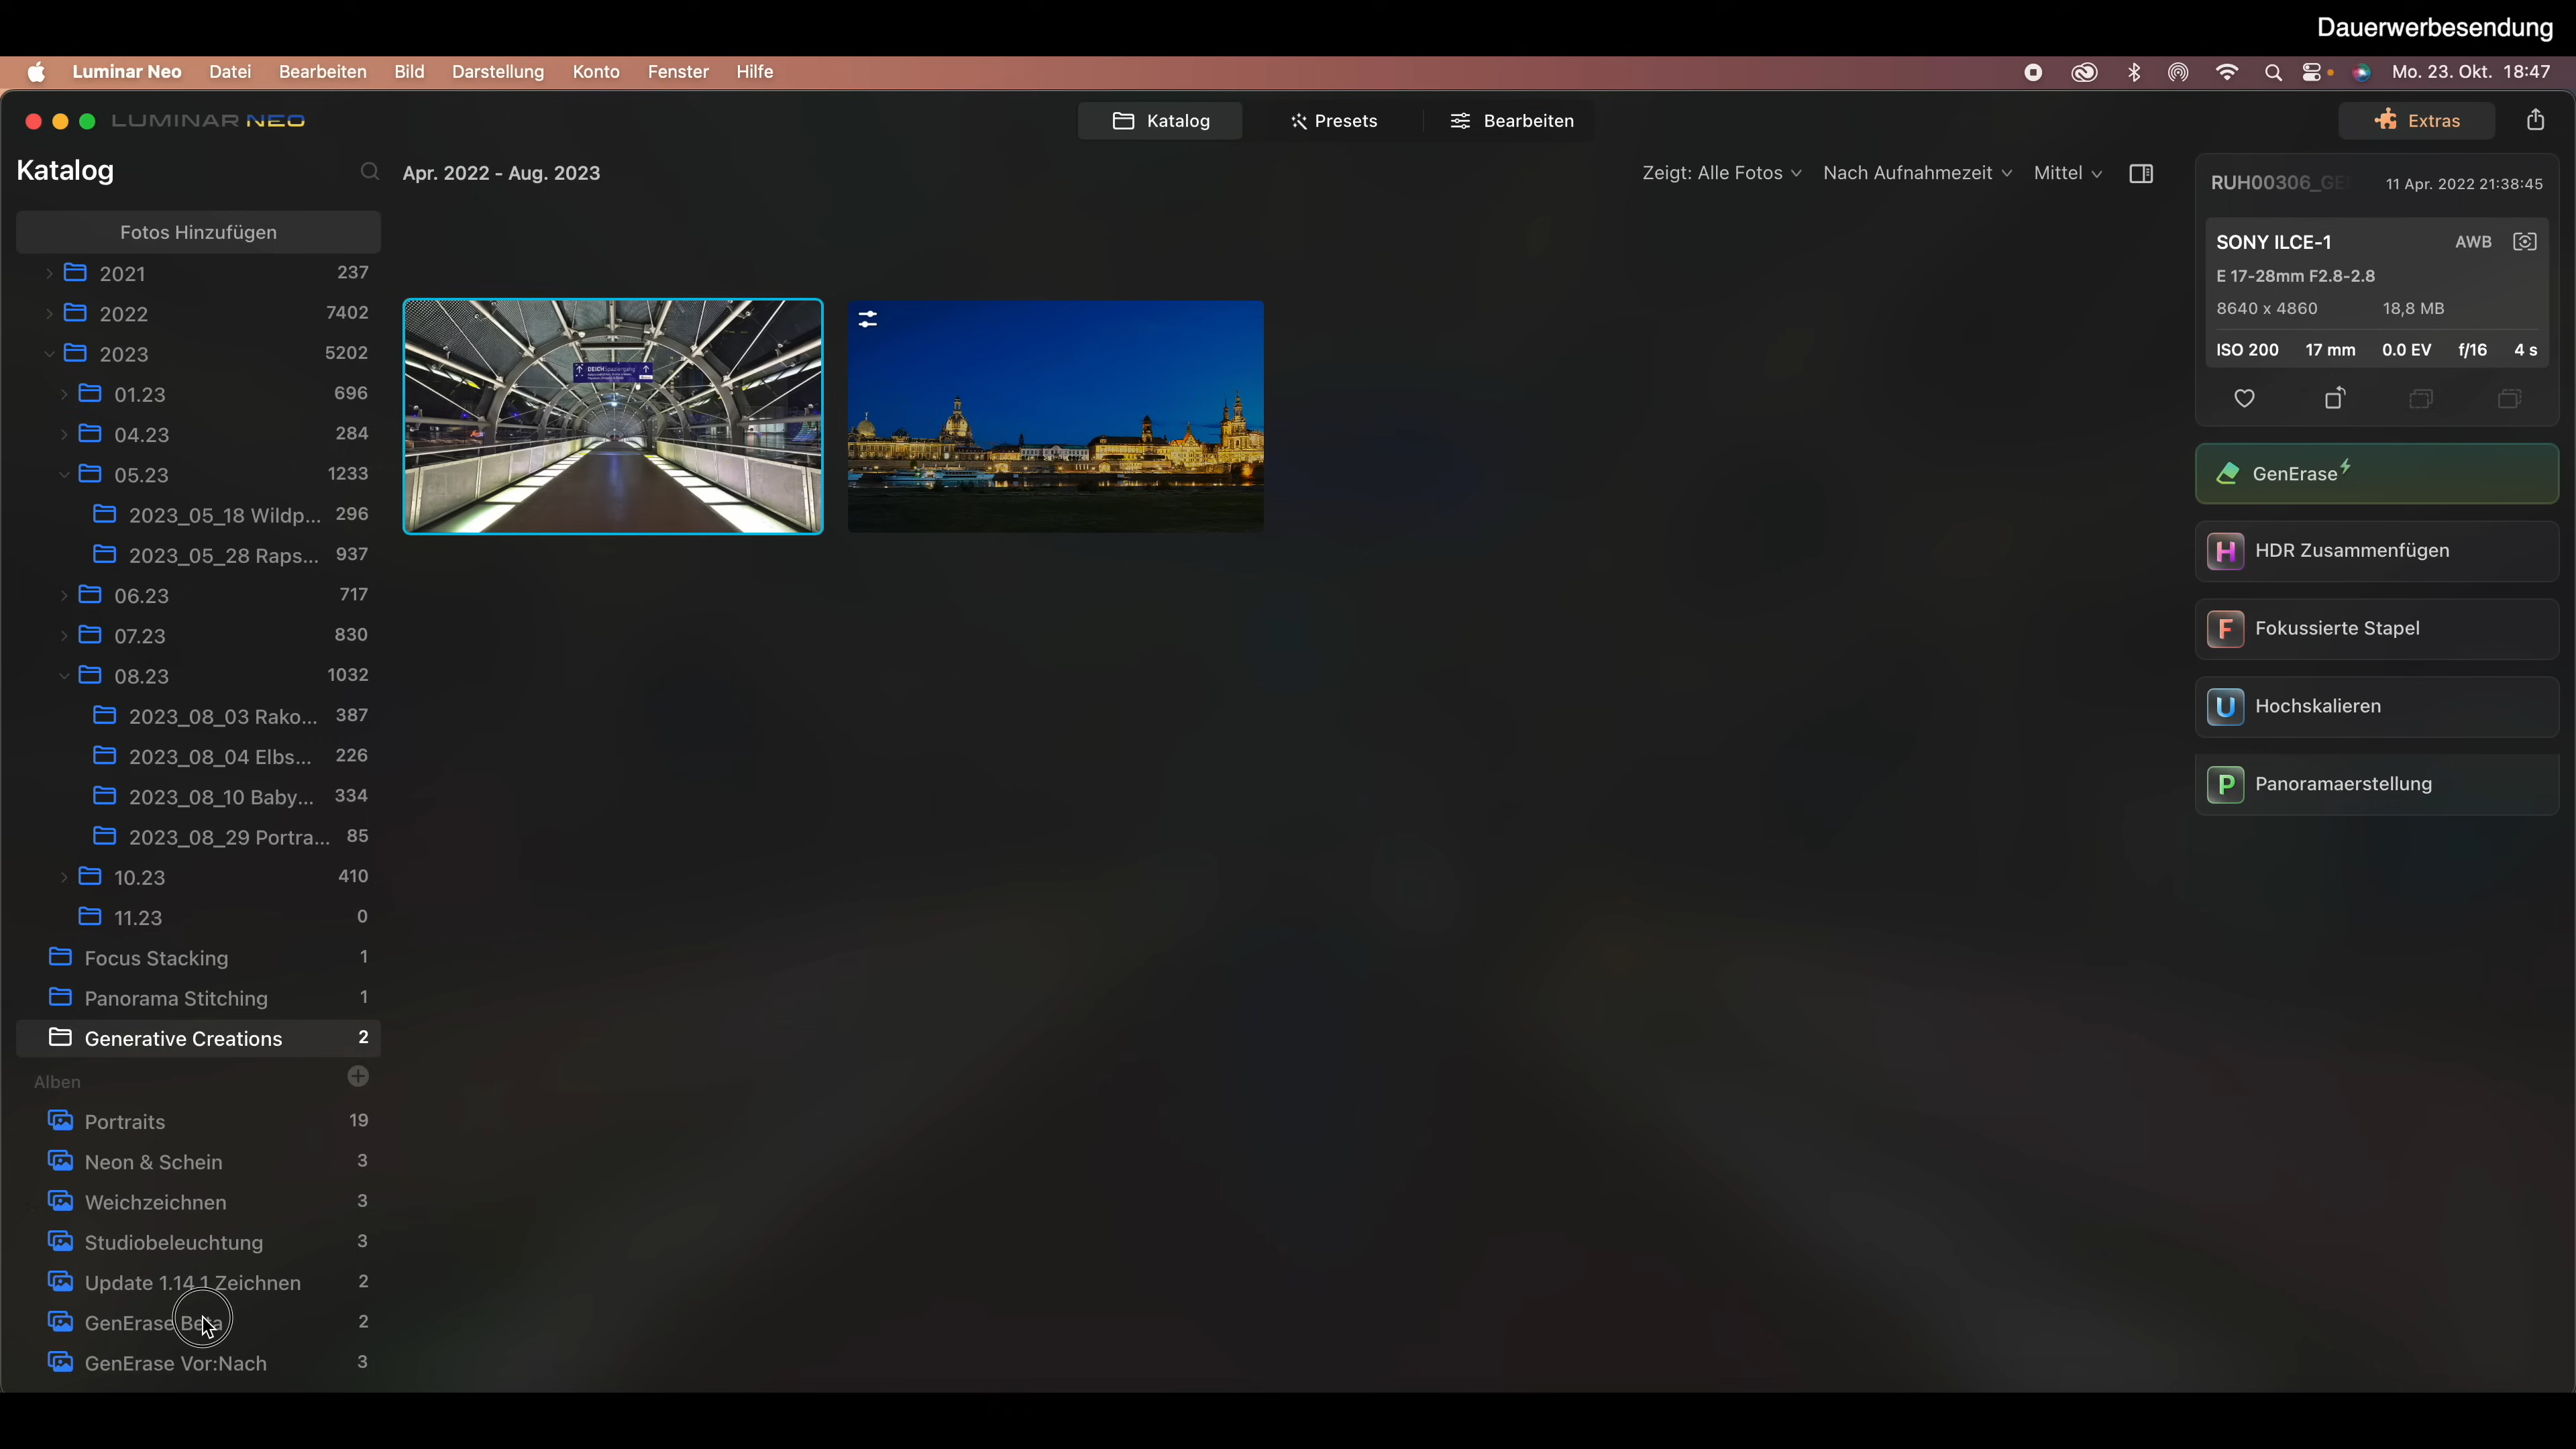 Dauerwerbesendung
Luminar Neo Datei Bearbeiten Bild Darstellung Konto Fenster Hilfe Mo. 23. Okt. 18:47
LUMINAR NEO Katalog Presets Bearbeiten Extras
Katalog Apr. 2022 - Aug. 2023 Zeigt: Alle Fotos Nach Aufnahmezeit Mittel
Fotos Hinzufügen
2021 237
2022 7402
2023 5202
01.23 696
04.23 284
05.23 1233
2023_05_18 Wildp... 296
2023_05_28 Raps... 937
06.23 717
07.23 830
08.23 1032
2023_08_03 Rako... 387
2023_08_04 Elbs... 226
2023_08_10 Baby... 334
2023_08_29 Portra... 85
10.23 410
11.23 0
Focus Stacking 1
Panorama Stitching 1
Generative Creations 2
Alben
Portraits 19
Neon & Schein 3
Weichzeichnen 3
Studiobeleuchtung 3
Update 1.14.1 Zeichnen 2
GenErase Beta 2
GenErase Vor:Nach 3
DEICHSpaziergang
RUH00306_GE 11 Apr. 2022 21:38:45
SONY ILCE-1 AWB
E 17-28mm F2.8-2.8
8640 x 4860 18,8 MB
ISO 200 17 mm 0.0 EV f/16 4 s
GenErase
H HDR Zusammenfügen
F Fokussierte Stapel
U Hochskalieren
P Panoramaerstellung